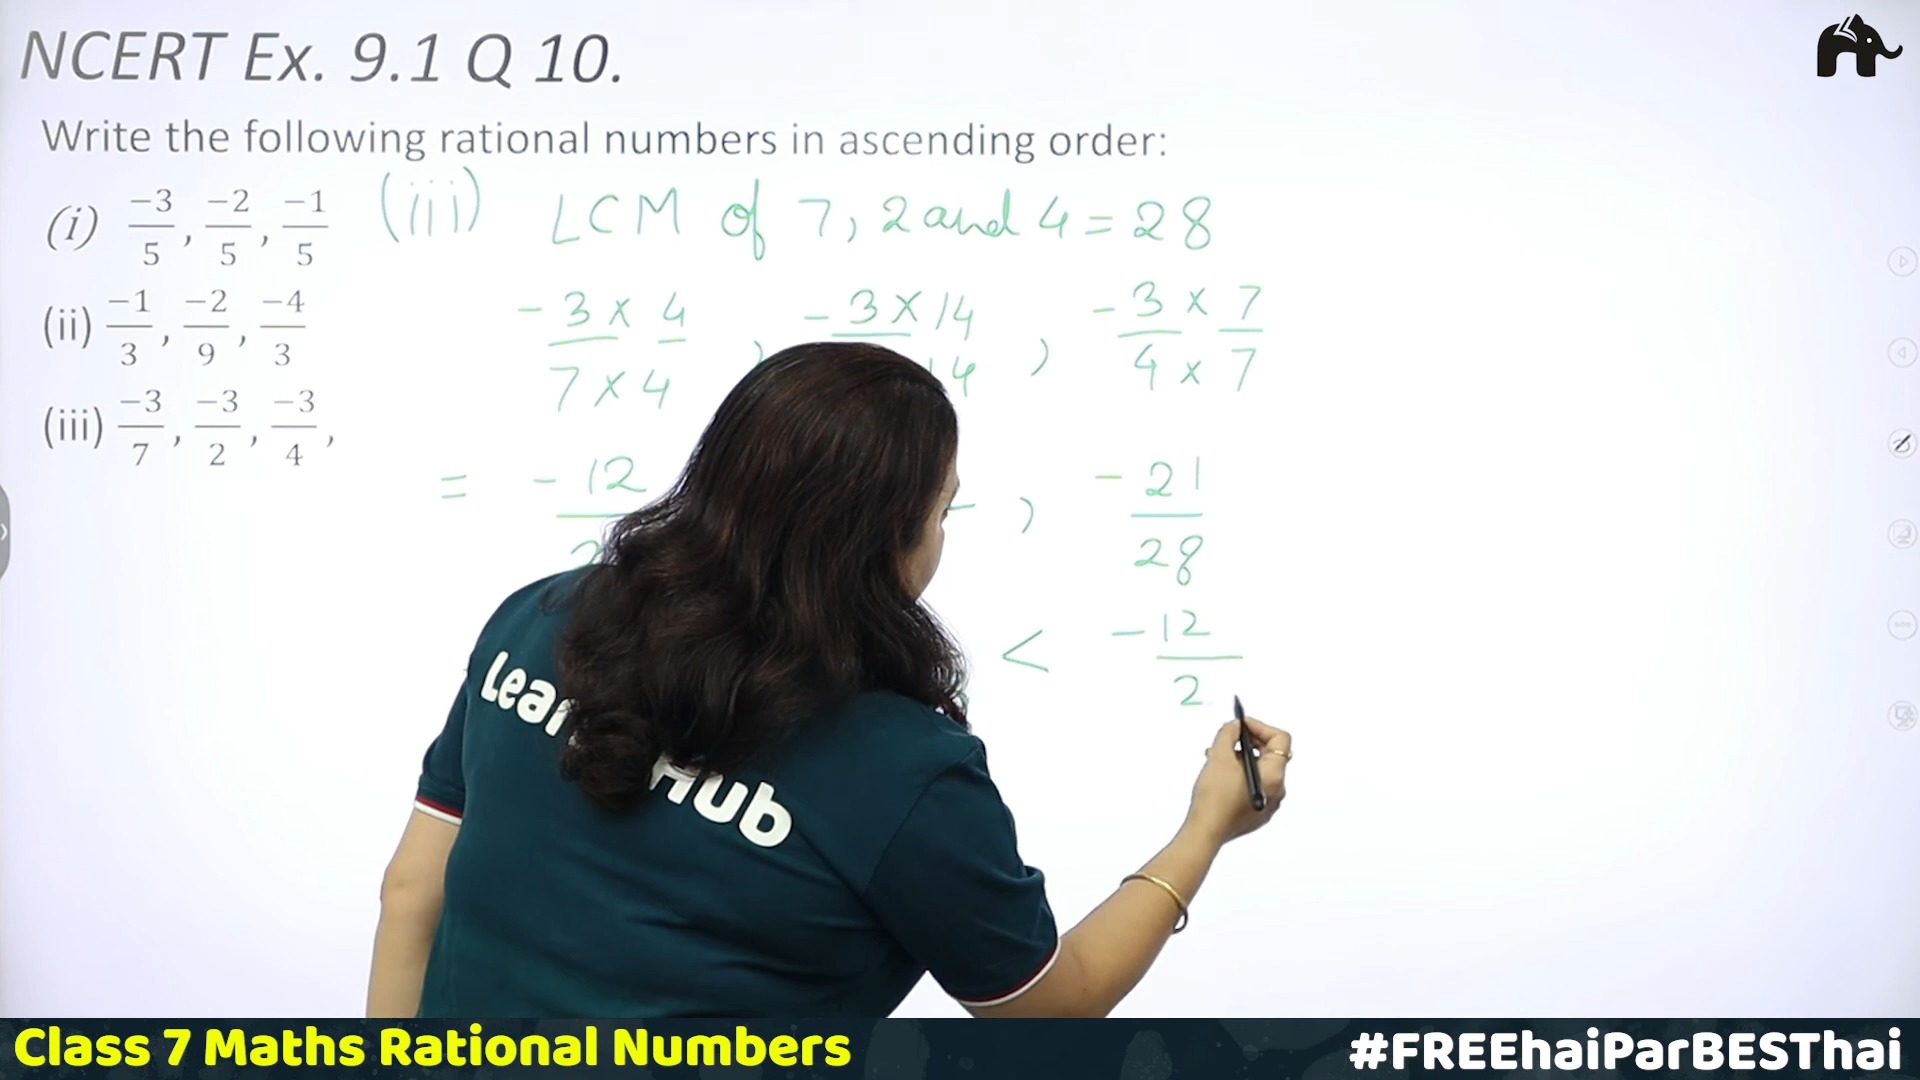 NCERT Ex. 9.1 Q 10.
Write the following rational numbers in ascending order:
(i) −3/5, −2/5, −1/5
(ii) −1/3, −2/9, −4/3
(iii) −3/7, −3/2, −3/4,
(iii) LCM of 7, 2 and 4 = 28
-3 × 4 / 7 × 4, -3 × 14 / 14, -3 × 7 / 4 × 7
= -12 / , -21/28
< -12/2
Learn Hub
Class 7 Maths Rational Numbers
#FREEhaiParBESThai